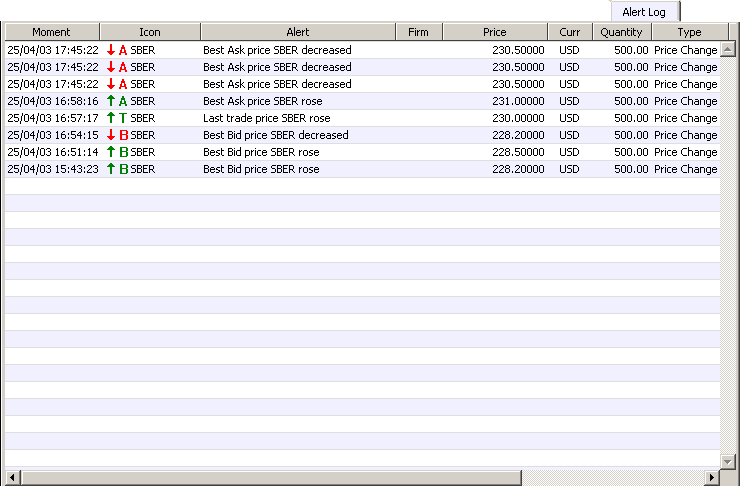 Alert Log
Moment Icon Alert Firm Price Curr Quantity Type
25/04/03 17:45:22 A SBER Best Ask price SBER decreased 230.50000 USD 500.00 Price Change
25/04/03 17:45:22 A SBER Best Ask price SBER decreased 230.50000 USD 500.00 Price Change
25/04/03 17:45:22 A SBER Best Ask price SBER decreased 230.50000 USD 500.00 Price Change
25/04/03 16:58:16 A SBER Best Ask price SBER rose 231.00000 USD 500.00 Price Change
25/04/03 16:57:17 T SBER Last trade price SBER rose 230.00000 USD 500.00 Price Change
25/04/03 16:54:15 B SBER Best Bid price SBER decreased 228.20000 USD 500.00 Price Change
25/04/03 16:51:14 B SBER Best Bid price SBER rose 228.50000 USD 500.00 Price Change
25/04/03 15:43:23 B SBER Best Bid price SBER rose 228.20000 USD 500.00 Price Change